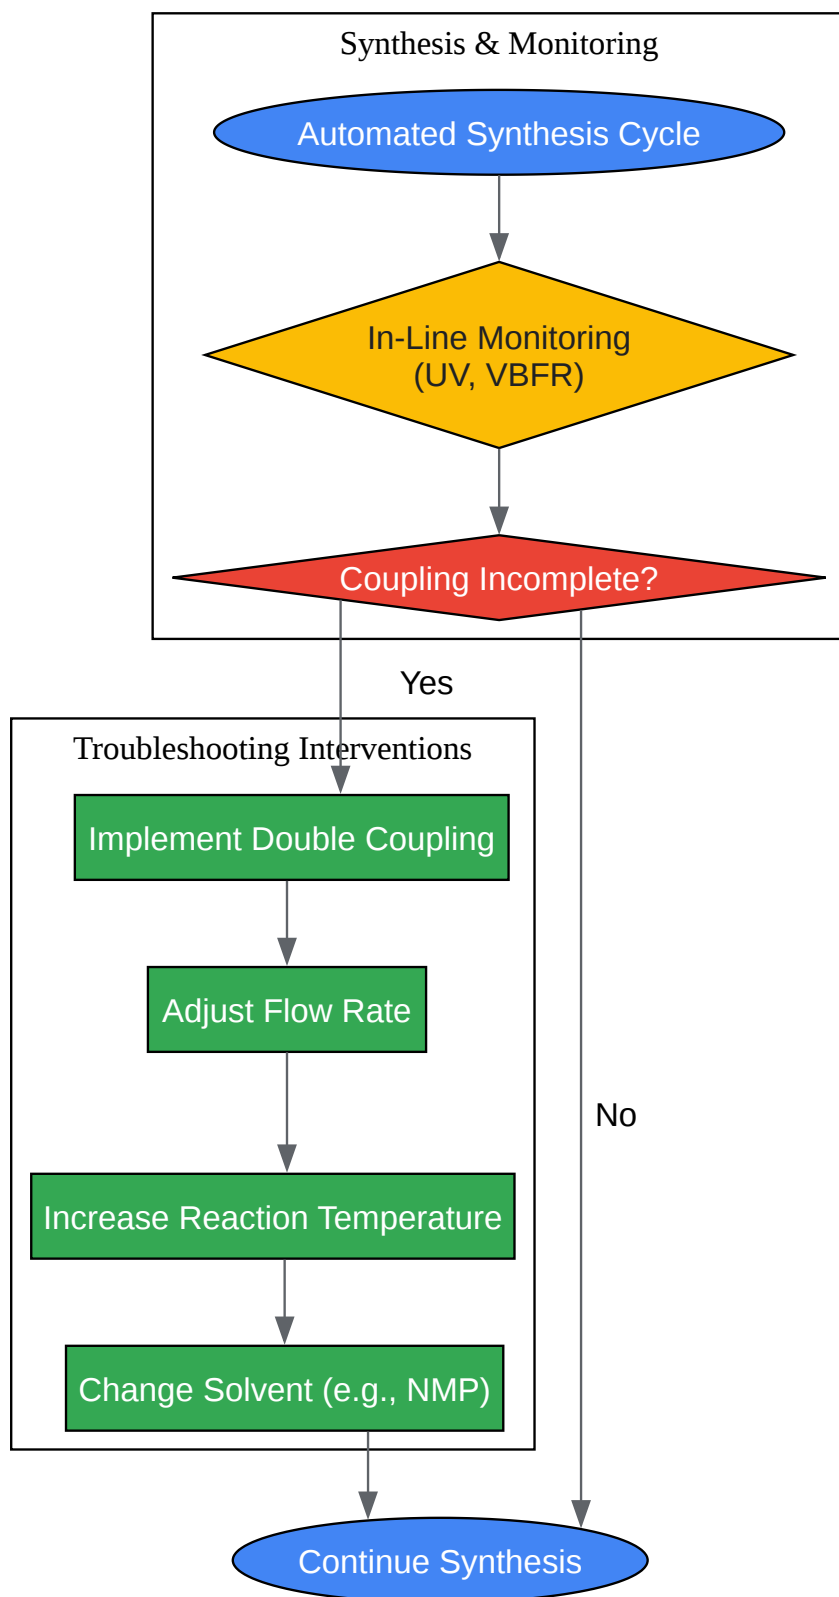 Synthesis & Monitoring
Automated Synthesis Cycle
In-Line Monitoring
(UV, VBFR)
Coupling Incomplete?
Yes
Troubleshooting Interventions
Implement Double Coupling
Adjust Flow Rate
No
Increase Reaction Temperature
Change Solvent (e.g., NMP)
Continue Synthesis